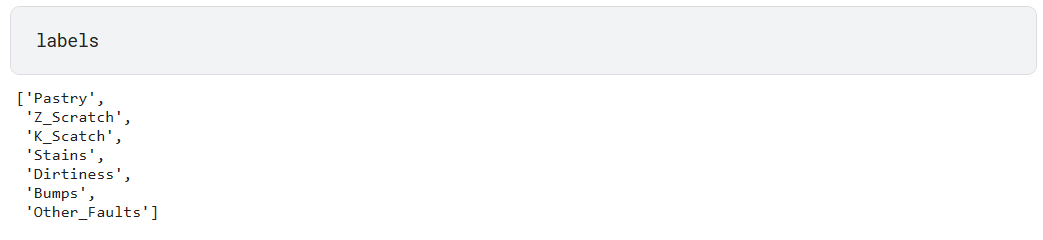 labels
['Pastry',
'Z_Scratch',
'K_Scatch',
'Stains',
'Dirtiness',
'Bumps',
'Other_Faults']